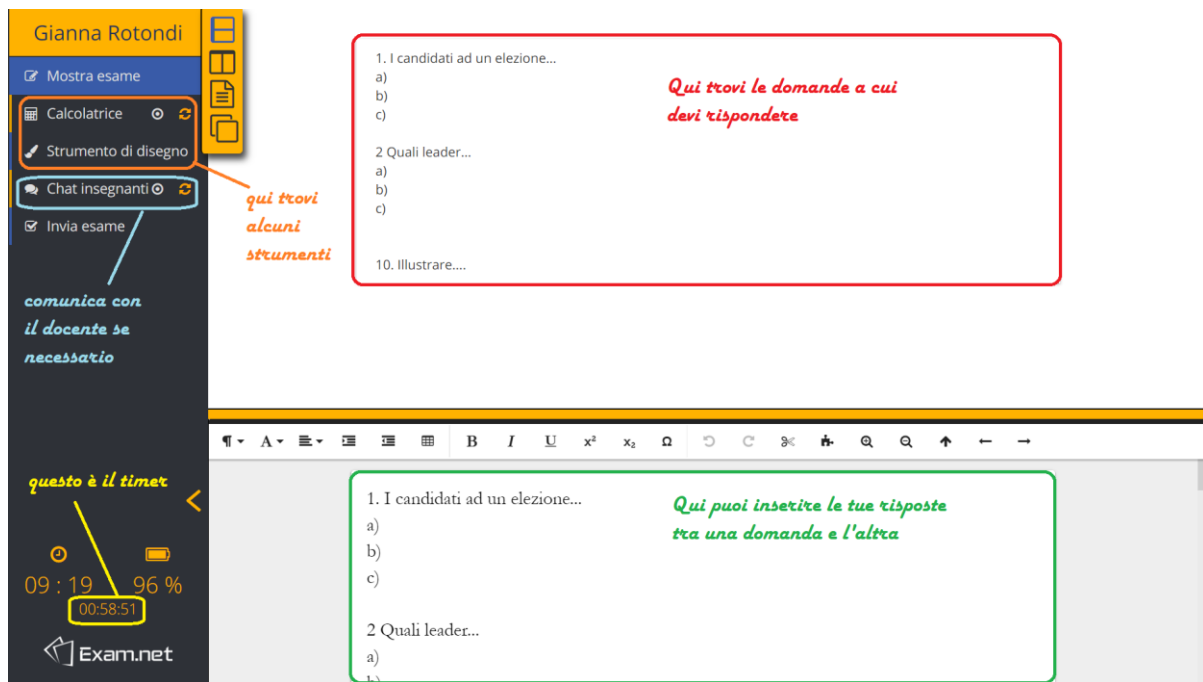 Gianna Rotondi
Mostra esame
Calcolatrice
Strumento di disegno
Chat insegnanti
Invia esame
comunica con
il docente se
necessario
qui trovi
alcuni
strumenti
1. I candidati ad un elezione...
a)
b)
c)
2 Quali leader...
a)
b)
c)
10. Illustrare....
Qui trovi le domande a cui
devi rispondere
questo è il timer
09 : 19
96 %
00:58:51
Exam.net
¶ A B I U x² x₂ Ω
1. I candidati ad un elezione...
a)
b)
c)
2 Quali leader...
a)
b)
Qui puoi inserire le tue risposte
tra una domanda e l'altra